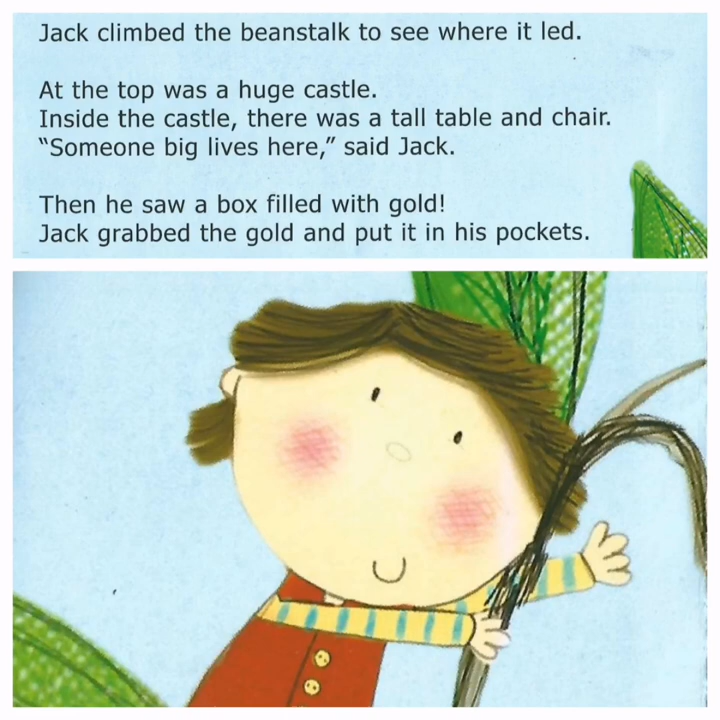 Jack climbed the beanstalk to see where it led.
At the top was a huge castle.
Inside the castle, there was a tall table and chair.
“Someone big lives here,” said Jack.
Then he saw a box filled with gold!
Jack grabbed the gold and put it in his pockets.